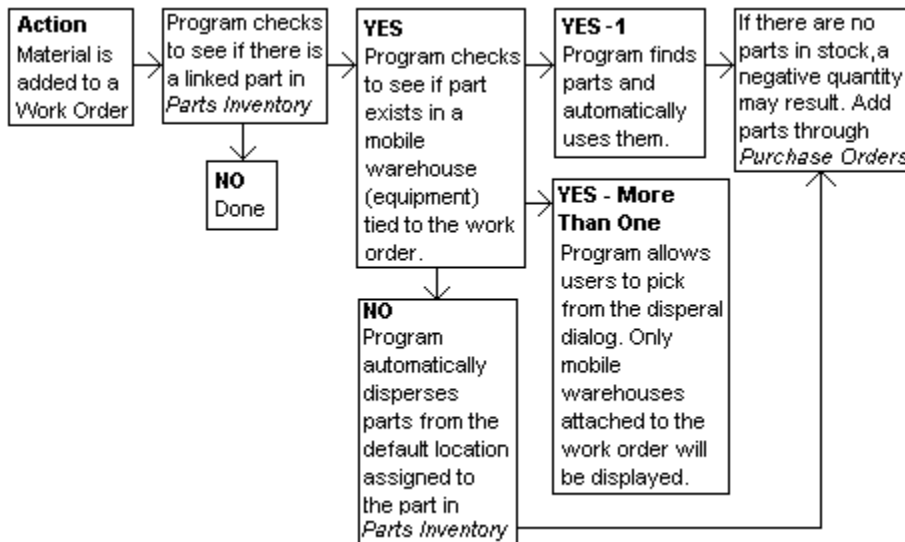 Action
Material is
added to a
Work Order
Program checks
to see if there is
a linked part in
Parts Inventory
NO
Done
YES
Program checks
to see if part
exists in a
mobile
warehouse
(equipment)
tied to the work
order.
NO
Program
automatically
disperses
parts from the
default location
assigned to
the part in
Parts Inventory
YES -1
Program finds
parts and
automatically
uses them.
YES - More
Than One
Program allows
users to pick
from the disperal
dialog. Only
mobile
warehouses
attached to the
work order will
be displayed.
If there are no
parts in stock,a
negative quantity
may result. Add
parts through
Purchase Orders